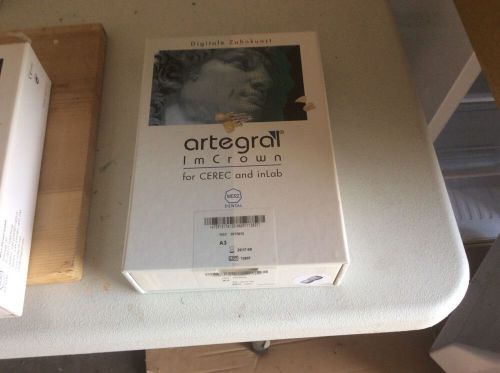 Digitale Zahnkunst
artegral®
ImCrown
for CEREC and inLab
MERZ
DENTAL
A3